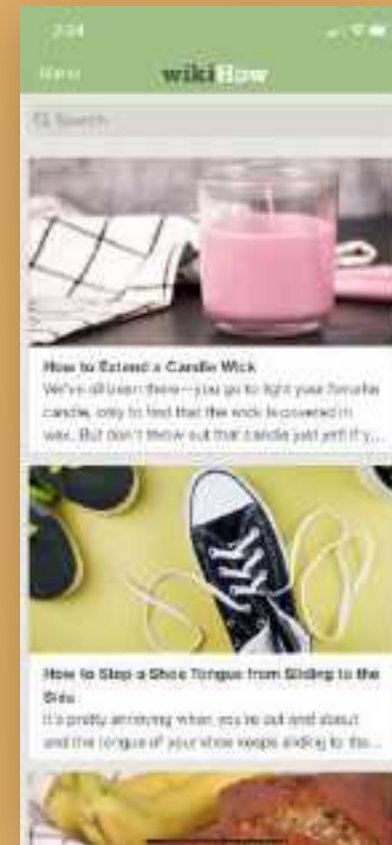 2:24
wikiHow
Search
How to Extend a Candle Wick
We've all been there—you go to light your favorite
candle, only to find that the wick is covered in
wax. But don't throw out that candle just yet! If y...
How to Stop a Shoe Tongue from Sliding to the
Side
It's pretty annoying when you're out and about
and the tongue of your shoe keeps sliding to the...